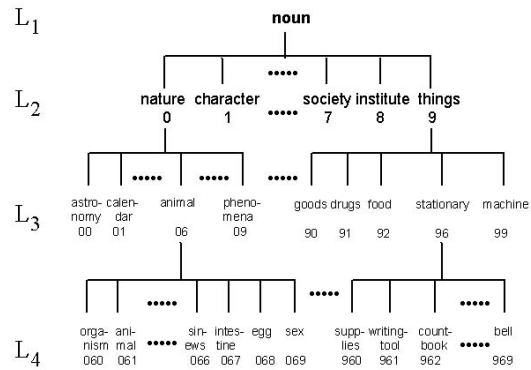 L1
noun
L2
nature character ..... society institute things
0 1 ..... 7 8 9
L3
astro- calen- ..... animal ..... pheno- ..... goods drugs food stationary machine
nomy dar mena
00 01 06 09 90 91 92 96 99
L4
orga- ani- ..... sin- intes- egg sex ..... supp- writing- count- ..... bell
nism mal ..... ews tine lies tool book .....
060 061 066 067 068 069 960 961 962 969